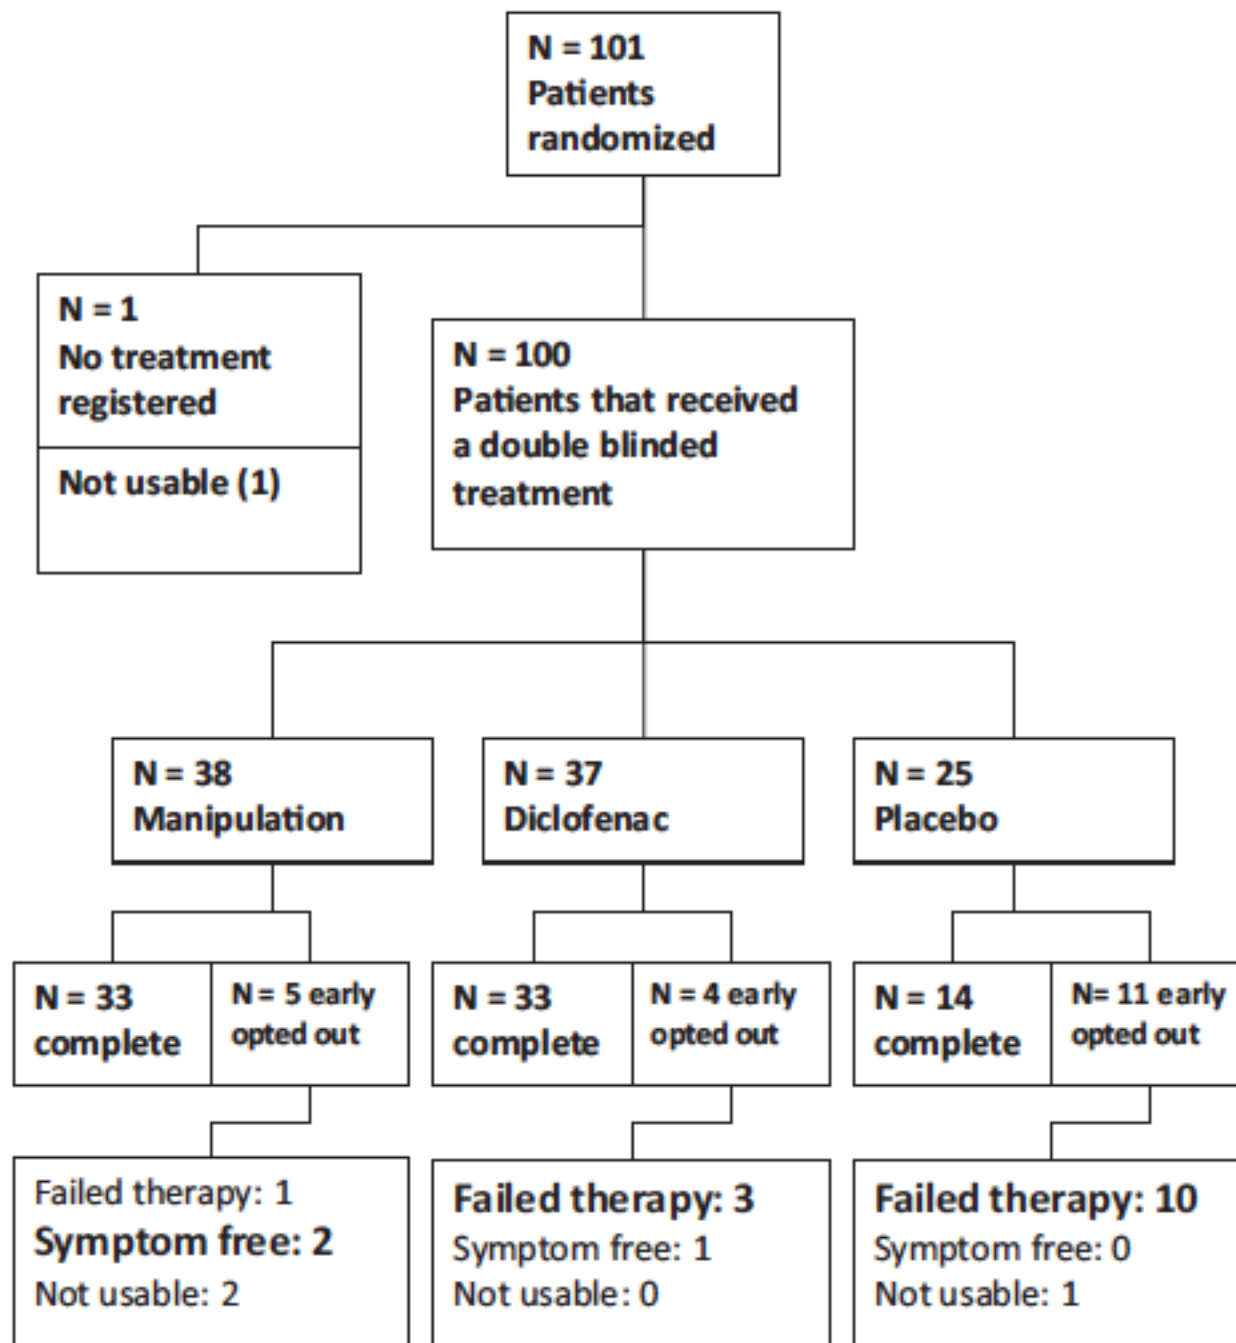 N = 101
Patients
randomized
N = 1
No treatment
registered
Not usable (1)
N = 100
Patients that received
a double blinded
treatment
N = 38
Manipulation
N = 37
Diclofenac
N = 25
Placebo
N = 33
complete
N = 5 early
opted out
N = 33
complete
N = 4 early
opted out
N = 14
complete
N= 11 early
opted out
Failed therapy: 1
Symptom free: 2
Not usable: 2
Failed therapy: 3
Symptom free: 1
Not usable: 0
Failed therapy: 10
Symptom free: 0
Not usable: 1